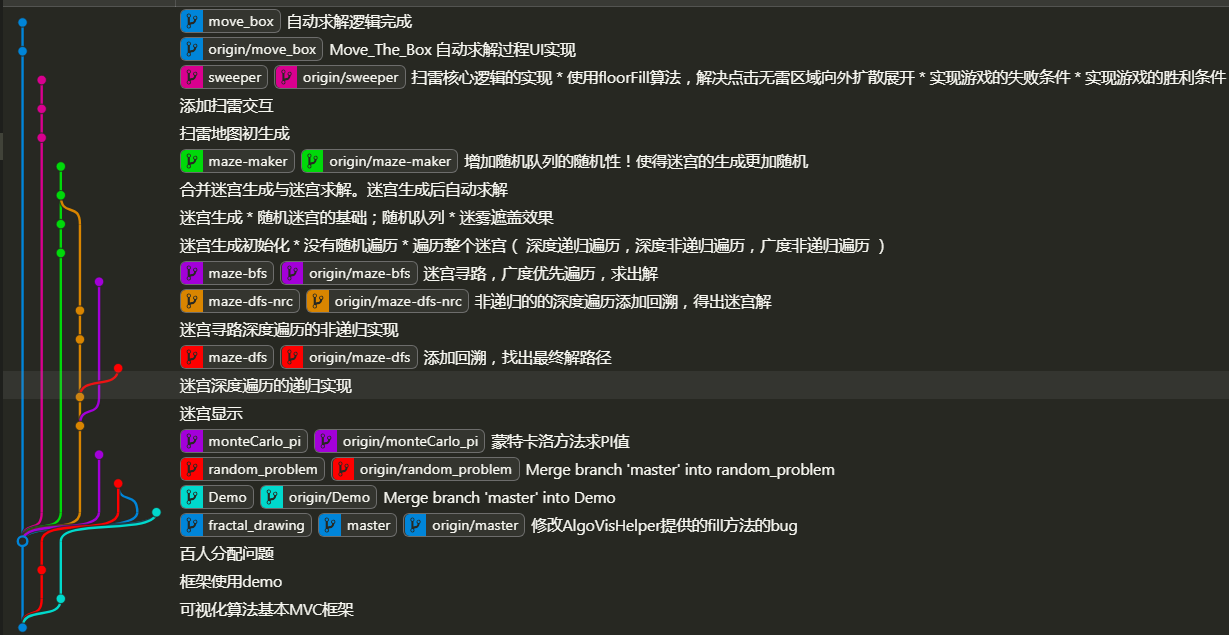 move_box 自动求解逻辑完成
origin/move_box Move_The_Box 自动求解过程UI实现
sweeper origin/sweeper 扫雷核心逻辑的实现 * 使用floorFill算法，解决点击无雷区域向外扩散展开 * 实现游戏的失败条件 * 实现游戏的胜利条件
添加扫雷交互
扫雷地图初生成
maze-maker origin/maze-maker 增加随机队列的随机性！使得迷宫的生成更加随机
合并迷宫生成与迷宫求解。迷宫生成后自动求解
迷宫生成 * 随机迷宫的基础；随机队列 * 迷雾遮盖效果
迷宫生成初始化 * 没有随机遍历 * 遍历整个迷宫（ 深度递归遍历，深度非递归遍历，广度非递归遍历 ）
maze-bfs origin/maze-bfs 迷宫寻路，广度优先遍历，求出解
maze-dfs-nrc origin/maze-dfs-nrc 非递归的的深度遍历添加回溯，得出迷宫解
迷宫寻路深度遍历的非递归实现
maze-dfs origin/maze-dfs 添加回溯，找出最终解路径
迷宫深度遍历的递归实现
迷宫显示
monteCarlo_pi origin/monteCarlo_pi 蒙特卡洛方法求PI值
random_problem origin/random_problem Merge branch 'master' into random_problem
Demo origin/Demo Merge branch 'master' into Demo
fractal_drawing master origin/master 修改AlgoVisHelper提供的fill方法的bug
百人分配问题
框架使用demo
可视化算法基本MVC框架